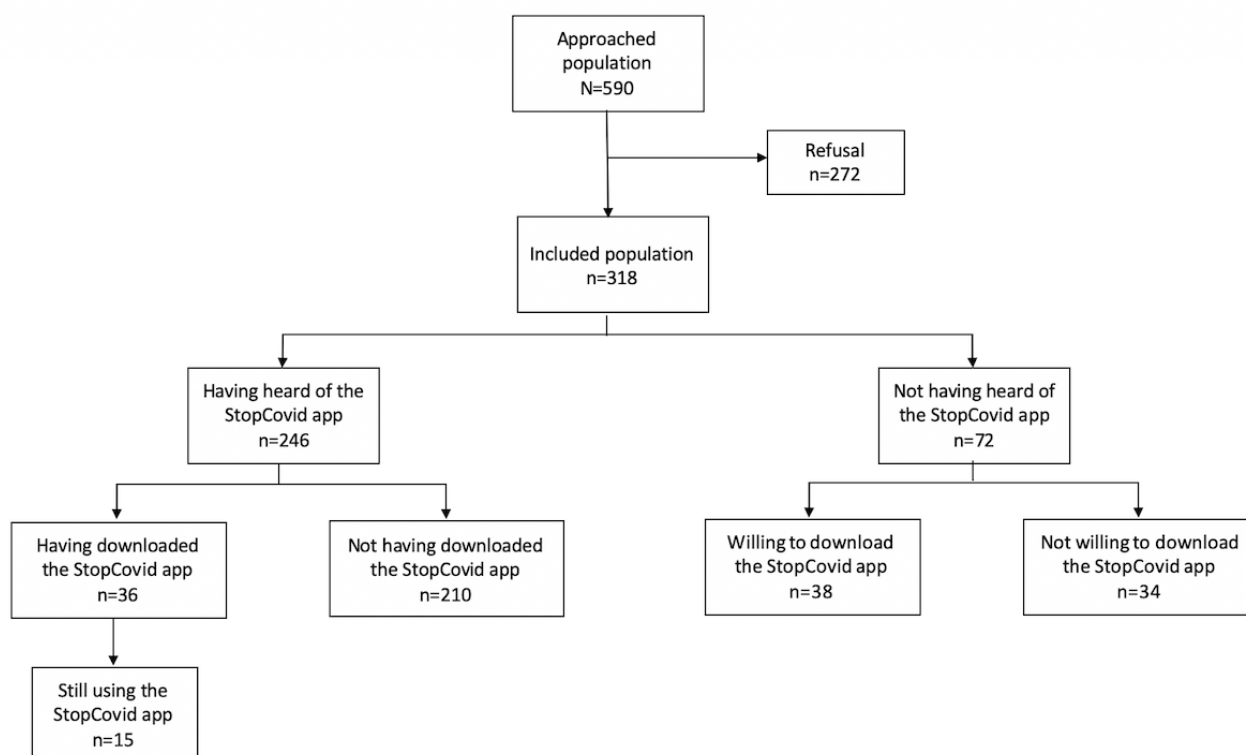 Approached
population
N=590
Refusal
n=272
Included population
n=318
Having heard of the
StopCovid app
n=246
Not having heard of
the StopCovid app
n=72
Having downloaded
the StopCovid app
n=36
Not having downloaded
the StopCovid app
n=210
Willing to download
the StopCovid app
n=38
Not willing to download
the StopCovid app
n=34
Still using the
StopCovid app
n=15